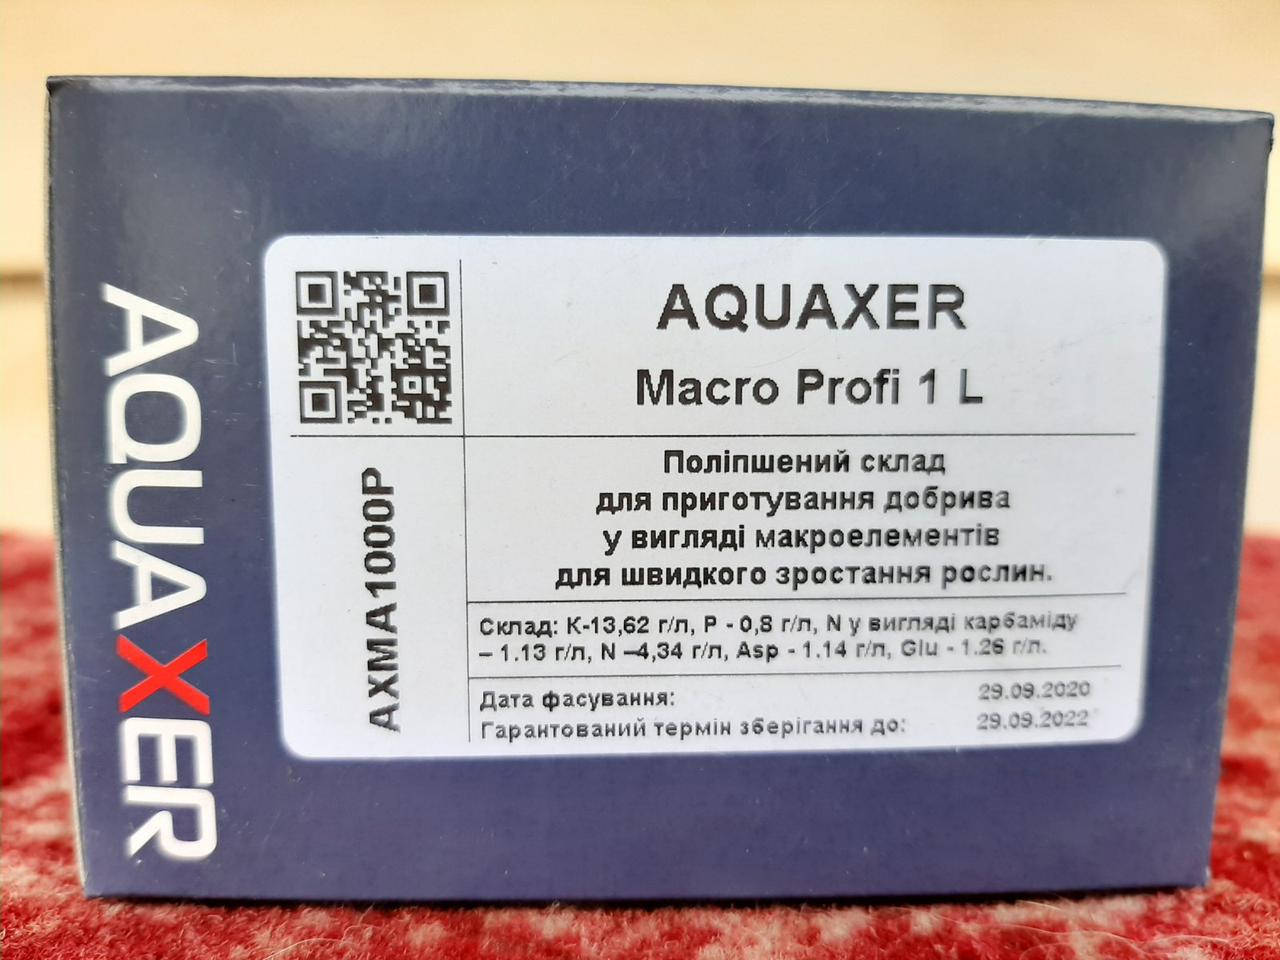 AQUAXER
AQUAXER
Macro Profi 1 L
AXMA1000P
Поліпшений склад
для приготування добрива
у вигляді макроелементів
для швидкого зростання рослин.
Склад: К-13,62 г/л, Р - 0,8 г/л, N у вигляді карбаміду
– 1.13 г/л, N –4,34 г/л, Asp - 1.14 г/л, Glu - 1.26 г/л.
Дата фасування: 29.09.2020
Гарантований термін зберігання до: 29.09.2022